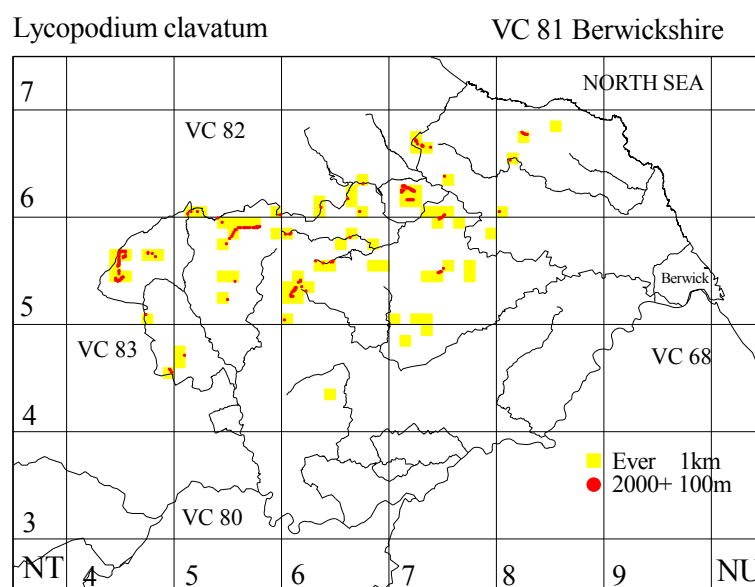 Lycopodium clavatum VC 81 Berwickshire
7
NORTH SEA
VC 82
6
Berwick
5
VC 83 VC 68
4
Ever 1km
2000+ 100m
VC 80
3
NT 4 5 6 7 8 9 NU